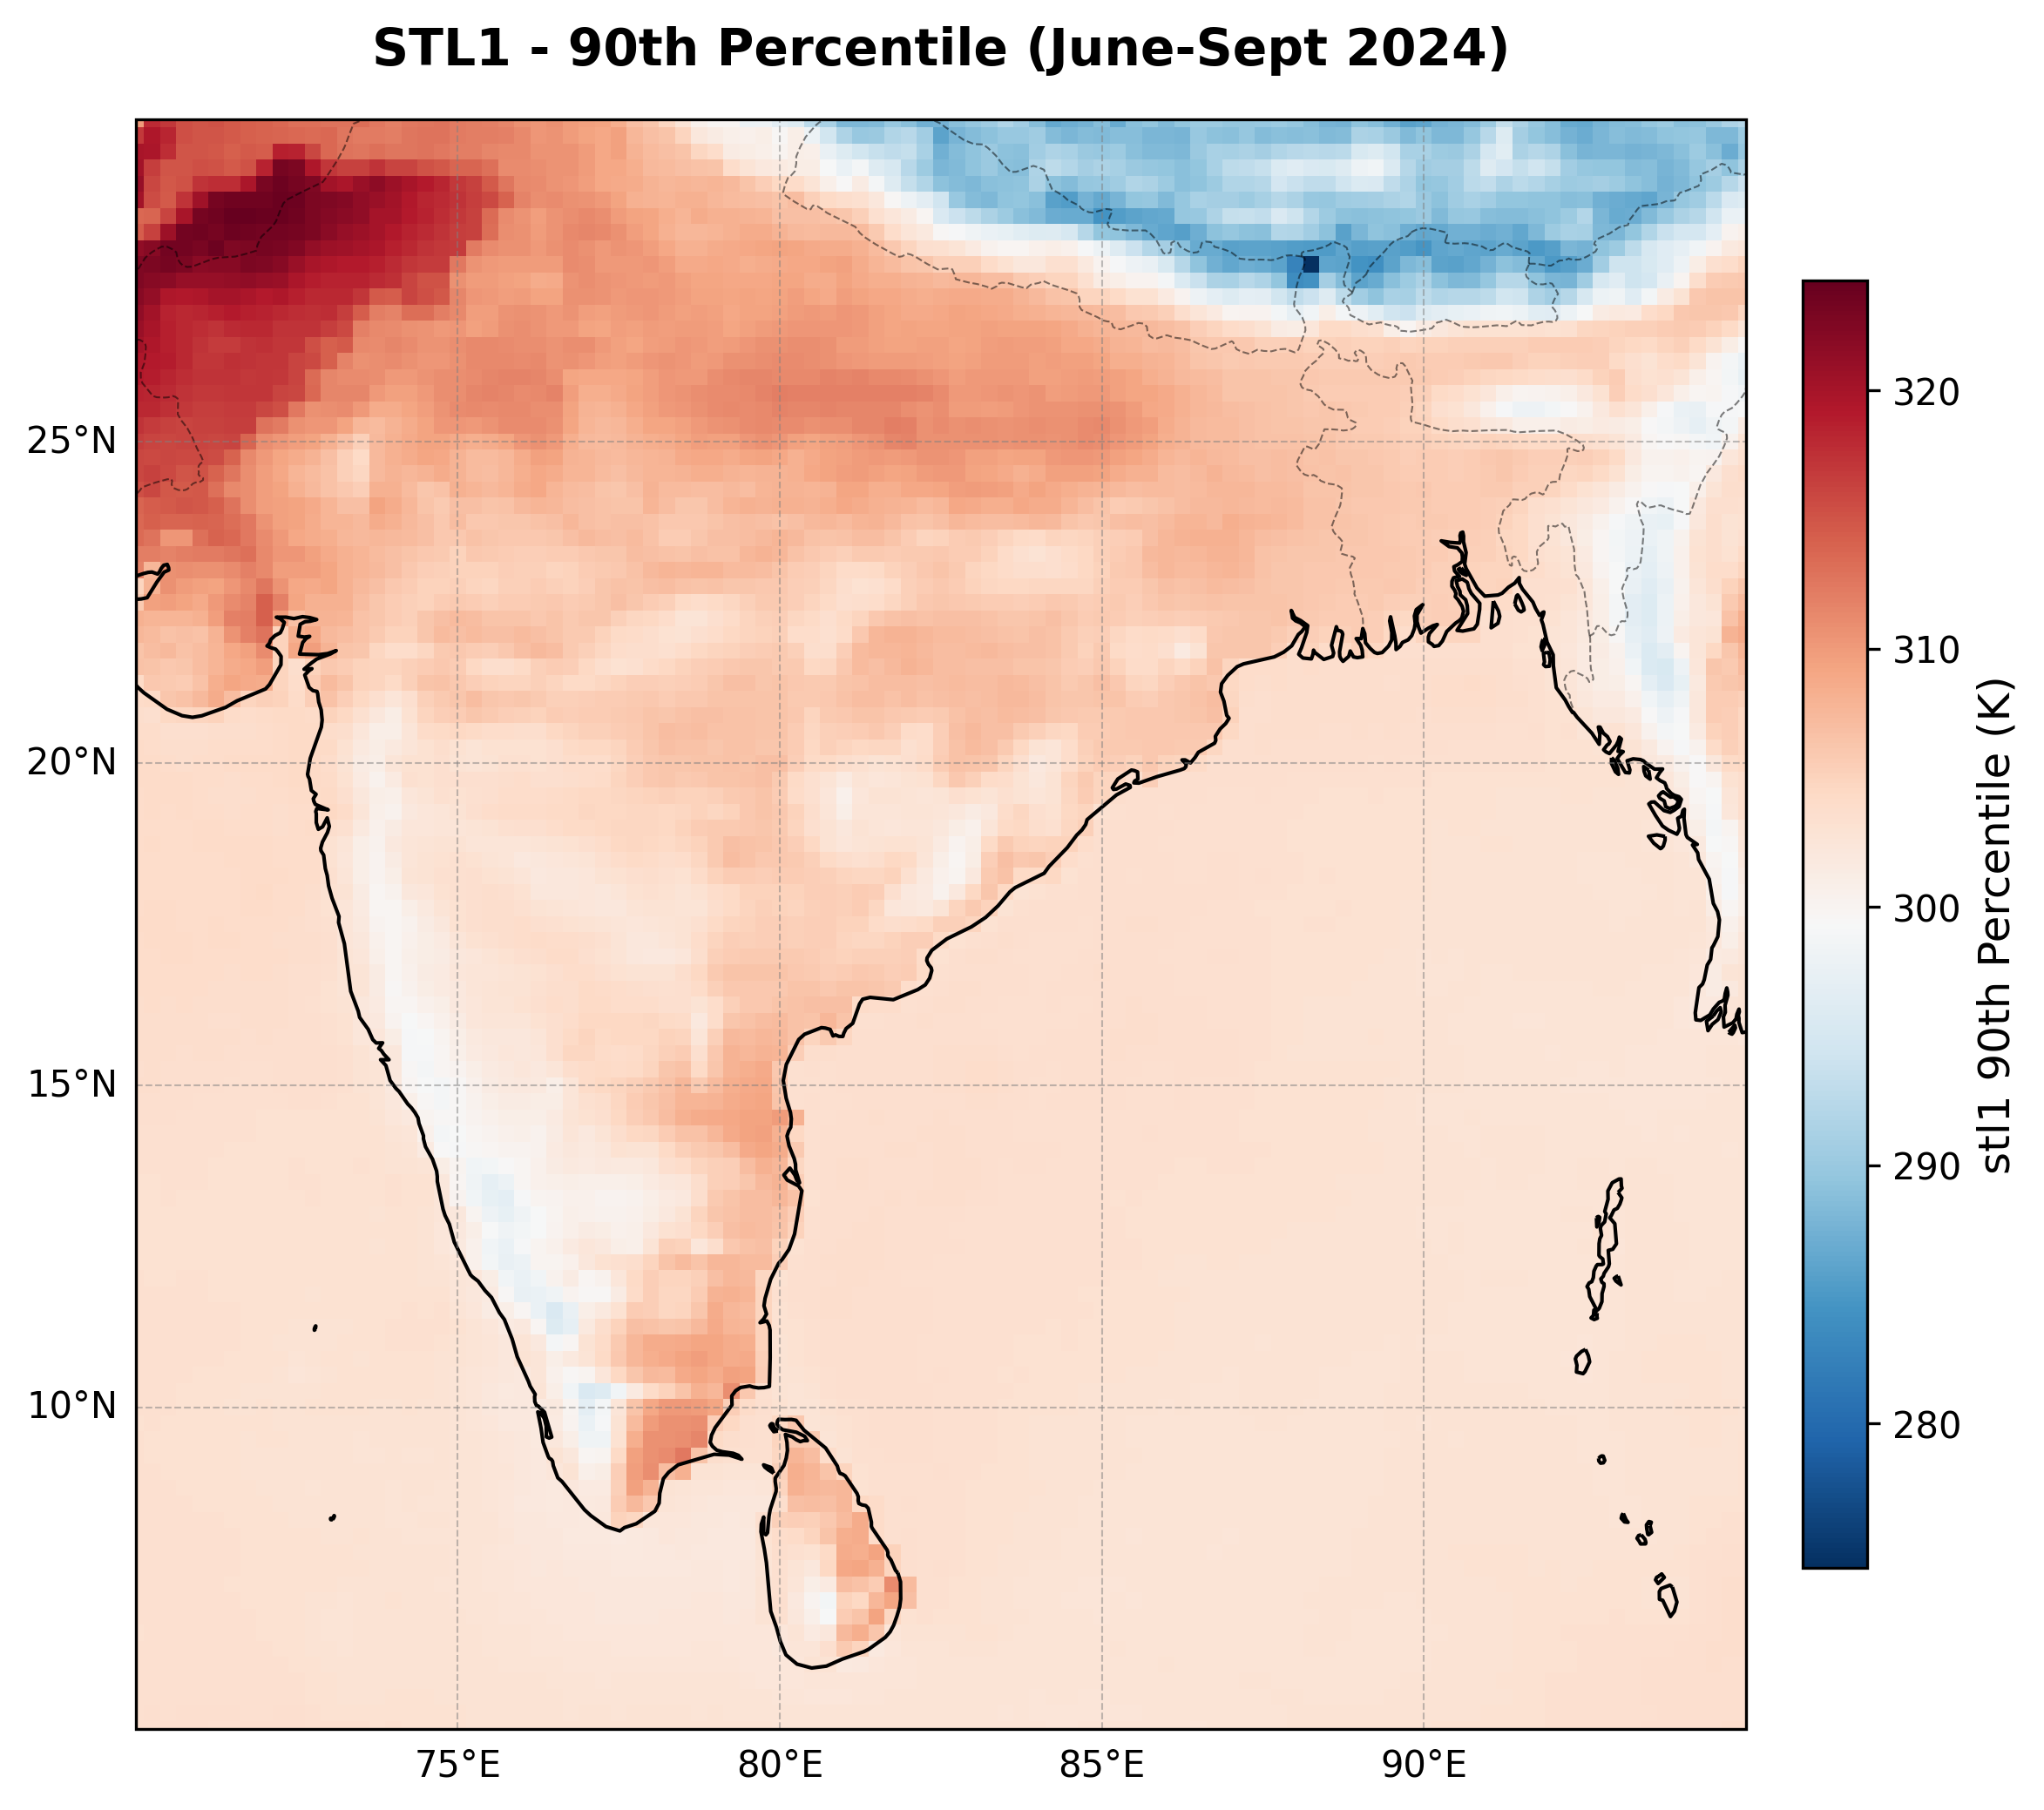 STL1 - 90th Percentile (June-Sept 2024)
25°N
20°N
15°N
10°N
75°E
80°E
85°E
90°E
320
310
300
290
280
stl1 90th Percentile (K)